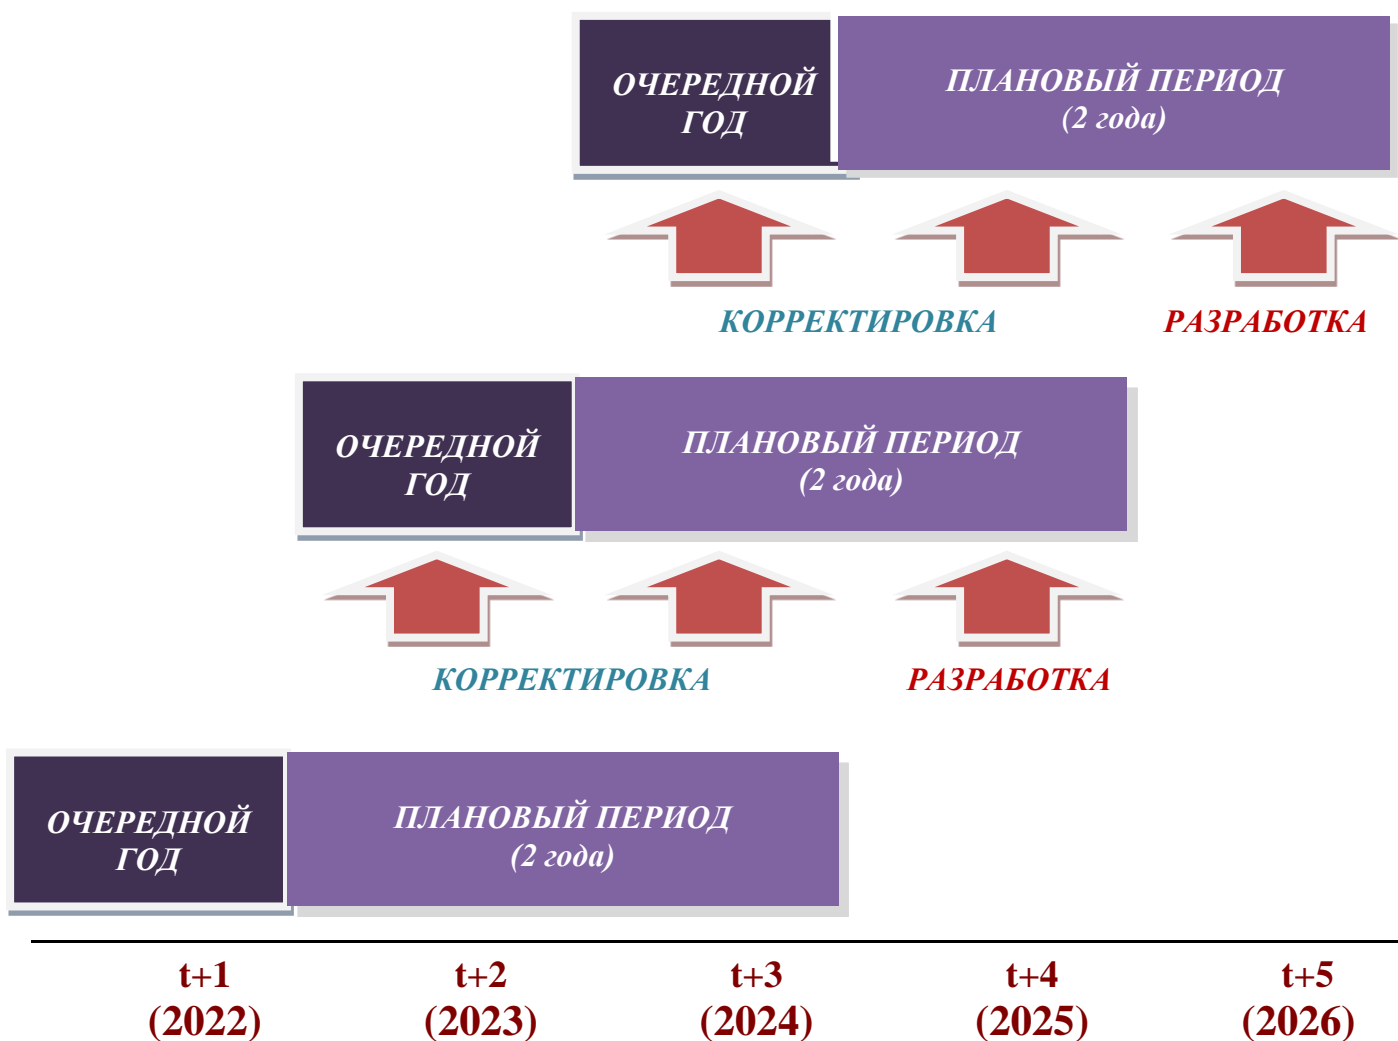 ОЧЕРЕДНОЙ
ГОД
ПЛАНОВЫЙ ПЕРИОД
(2 года)
КОРРЕКТИРОВКА
РАЗРАБОТКА
ОЧЕРЕДНОЙ
ГОД
ПЛАНОВЫЙ ПЕРИОД
(2 года)
КОРРЕКТИРОВКА
РАЗРАБОТКА
ОЧЕРЕДНОЙ
ГОД
ПЛАНОВЫЙ ПЕРИОД
(2 года)
t+1
(2022)
t+2
(2023)
t+3
(2024)
t+4
(2025)
t+5
(2026)